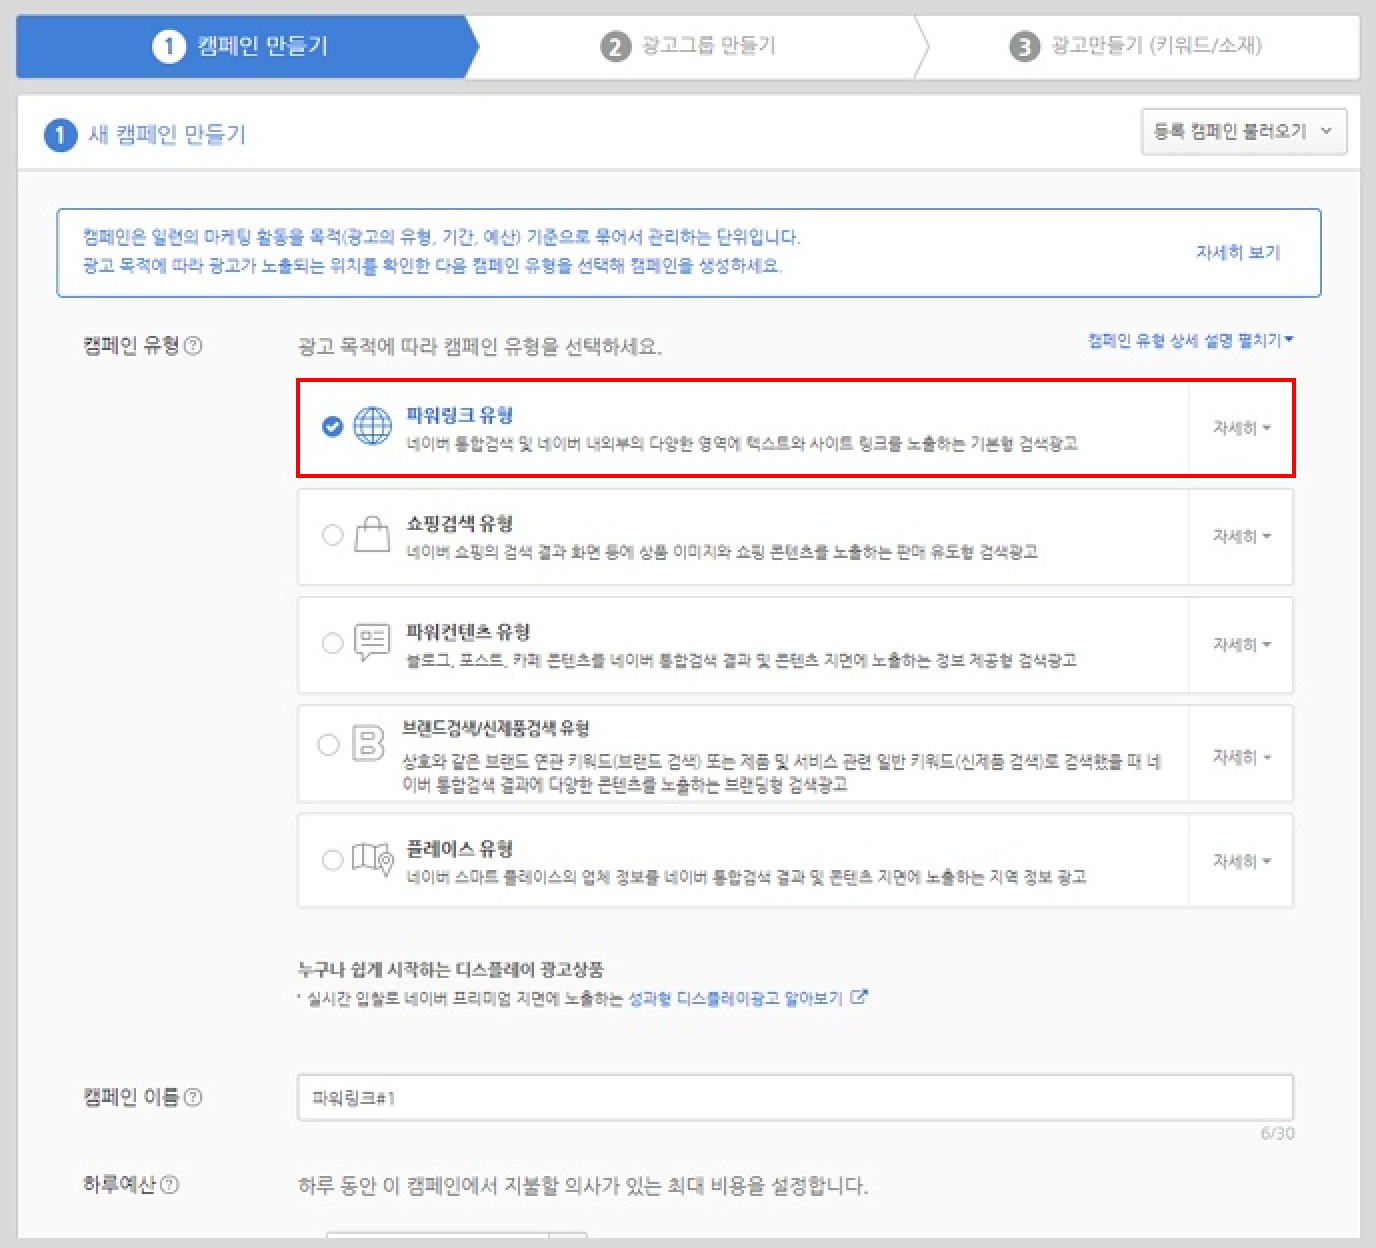 1 캠페인 만들기
2 광고그룹 만들기
3 광고만들기 (키워드/소재)
1 새 캠페인 만들기
등록 캠페인 불러오기
캠페인은 일련의 마케팅 활동을 목적(광고의 유형, 기간, 예산) 기준으로 묶어서 관리하는 단위입니다.
광고 목적에 따라 광고가 노출되는 위치를 확인한 다음 캠페인 유형을 선택해 캠페인을 생성하세요.
자세히 보기
캠페인 유형 ?
광고 목적에 따라 캠페인 유형을 선택하세요.
캠페인 유형 상세 설명 펼치기
파워링크 유형
네이버 통합검색 및 네이버 내외부의 다양한 영역에 텍스트와 사이트 링크를 노출하는 기본형 검색광고
자세히
쇼핑검색 유형
네이버 쇼핑의 검색 결과 화면 등에 상품 이미지와 쇼핑 콘텐츠를 노출하는 판매 유도형 검색광고
자세히
파워컨텐츠 유형
블로그, 포스트, 카페 콘텐츠를 네이버 통합검색 결과 및 콘텐츠 지면에 노출하는 정보 제공형 검색광고
자세히
브랜드검색/신제품검색 유형
상호와 같은 브랜드 연관 키워드(브랜드 검색) 또는 제품 및 서비스 관련 일반 키워드(신제품 검색)로 검색했을 때 네
이버 통합검색 결과에 다양한 콘텐츠를 노출하는 브랜딩형 검색광고
자세히
플레이스 유형
네이버 스마트 플레이스의 업체 정보를 네이버 통합검색 결과 및 콘텐츠 지면에 노출하는 지역 정보 광고
자세히
누구나 쉽게 시작하는 디스플레이 광고상품
· 실시간 입찰로 네이버 프리미엄 지면에 노출하는 성과형 디스플레이광고 알아보기
캠페인 이름 ?
파워링크#1
6/30
하루예산 ?
하루 동안 이 캠페인에서 지불할 의사가 있는 최대 비용을 설정합니다.